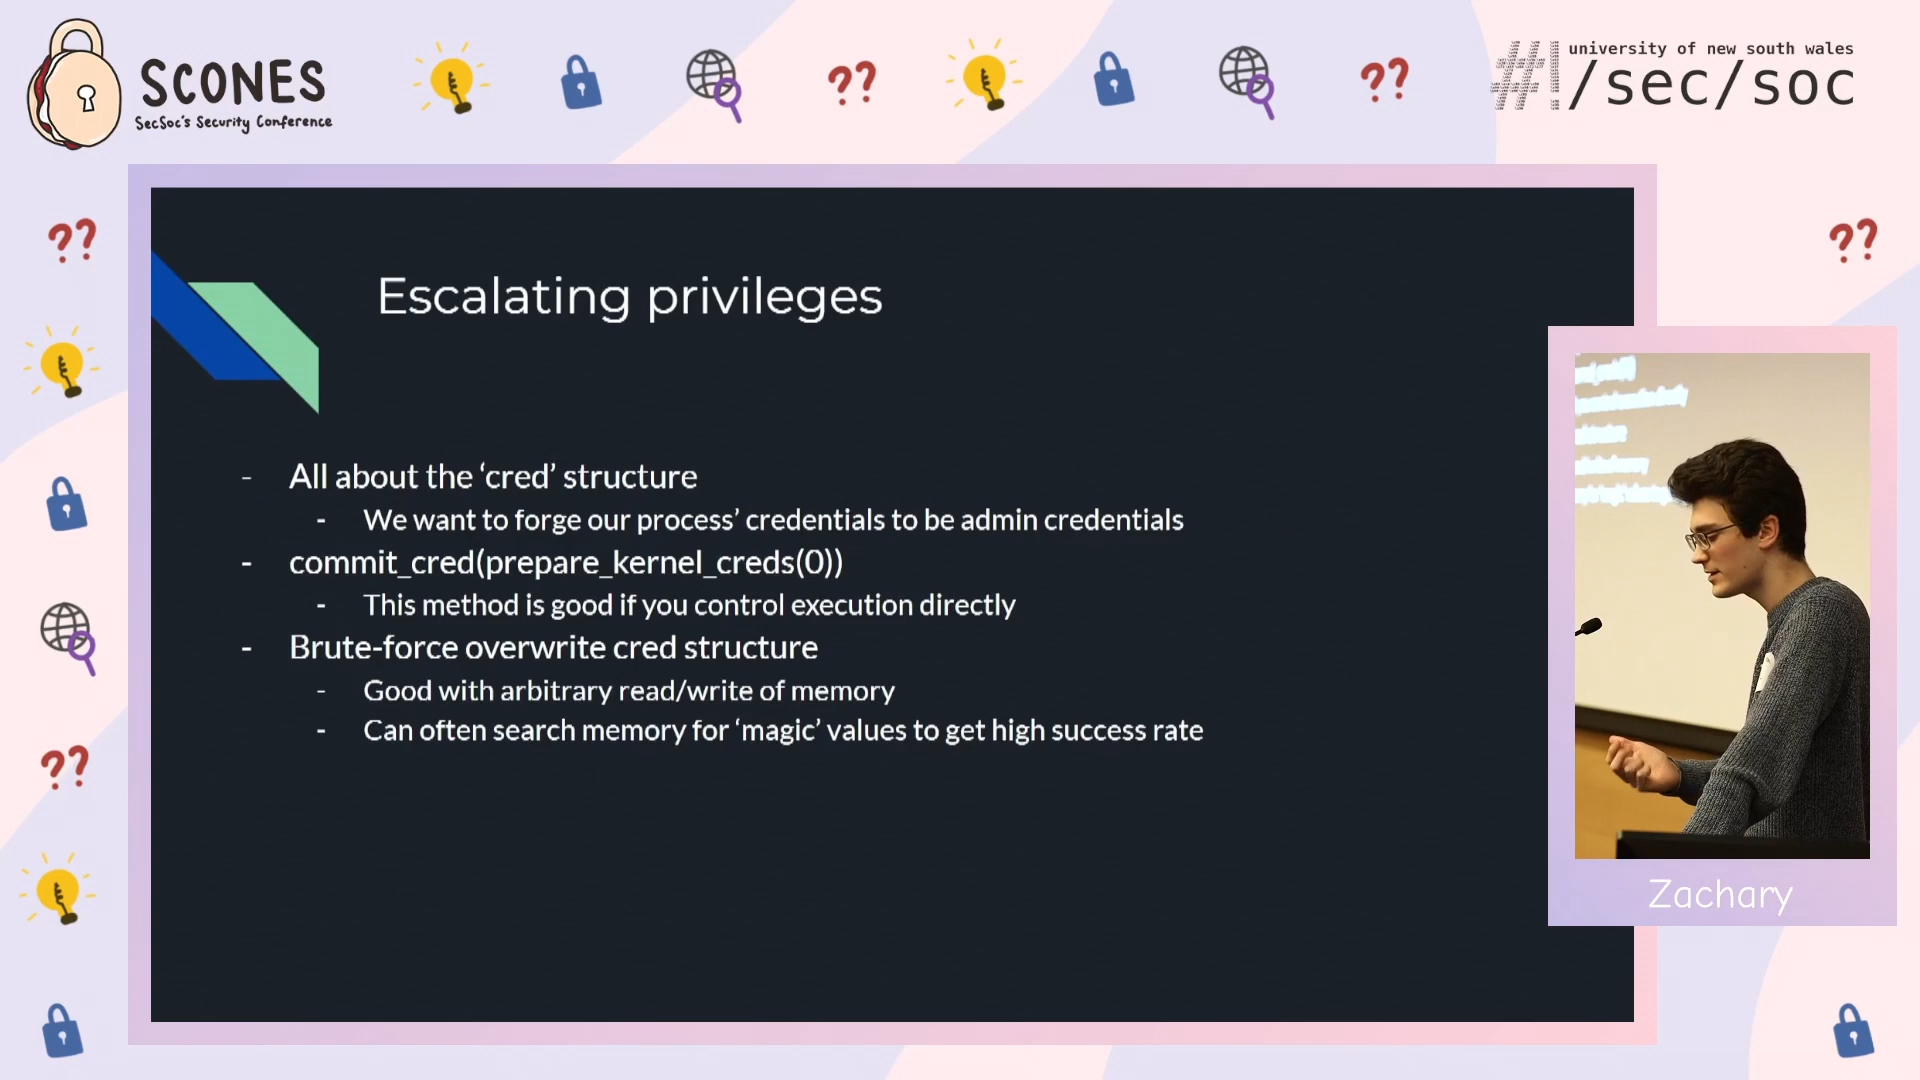 SCONES
SecSoc's Security Conference
??
??
university of new south wales
/sec/soc
??
??
Escalating privileges
- All about the ‘cred’ structure
- We want to forge our process’ credentials to be admin credentials
- commit_cred(prepare_kernel_creds(0))
- This method is good if you control execution directly
- Brute-force overwrite cred structure
- Good with arbitrary read/write of memory
- Can often search memory for ‘magic’ values to get high success rate
??
Zachary